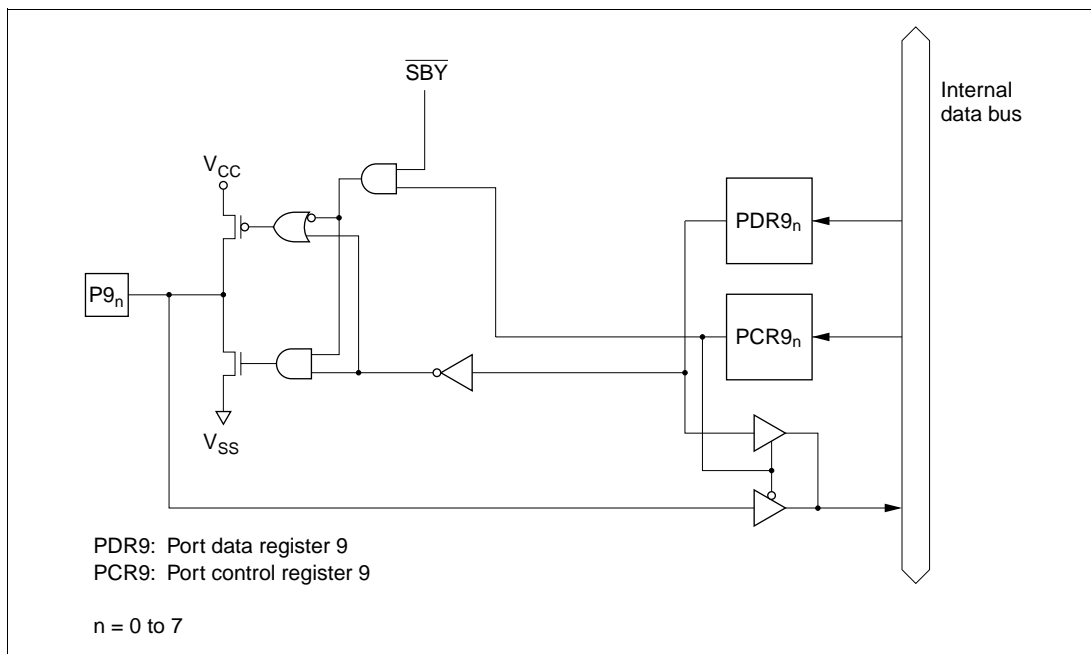 SBY
Internal
data bus
VCC
PDR9n
P9n
PCR9n
VSS
PDR9: Port data register 9
PCR9: Port control register 9
n = 0 to 7